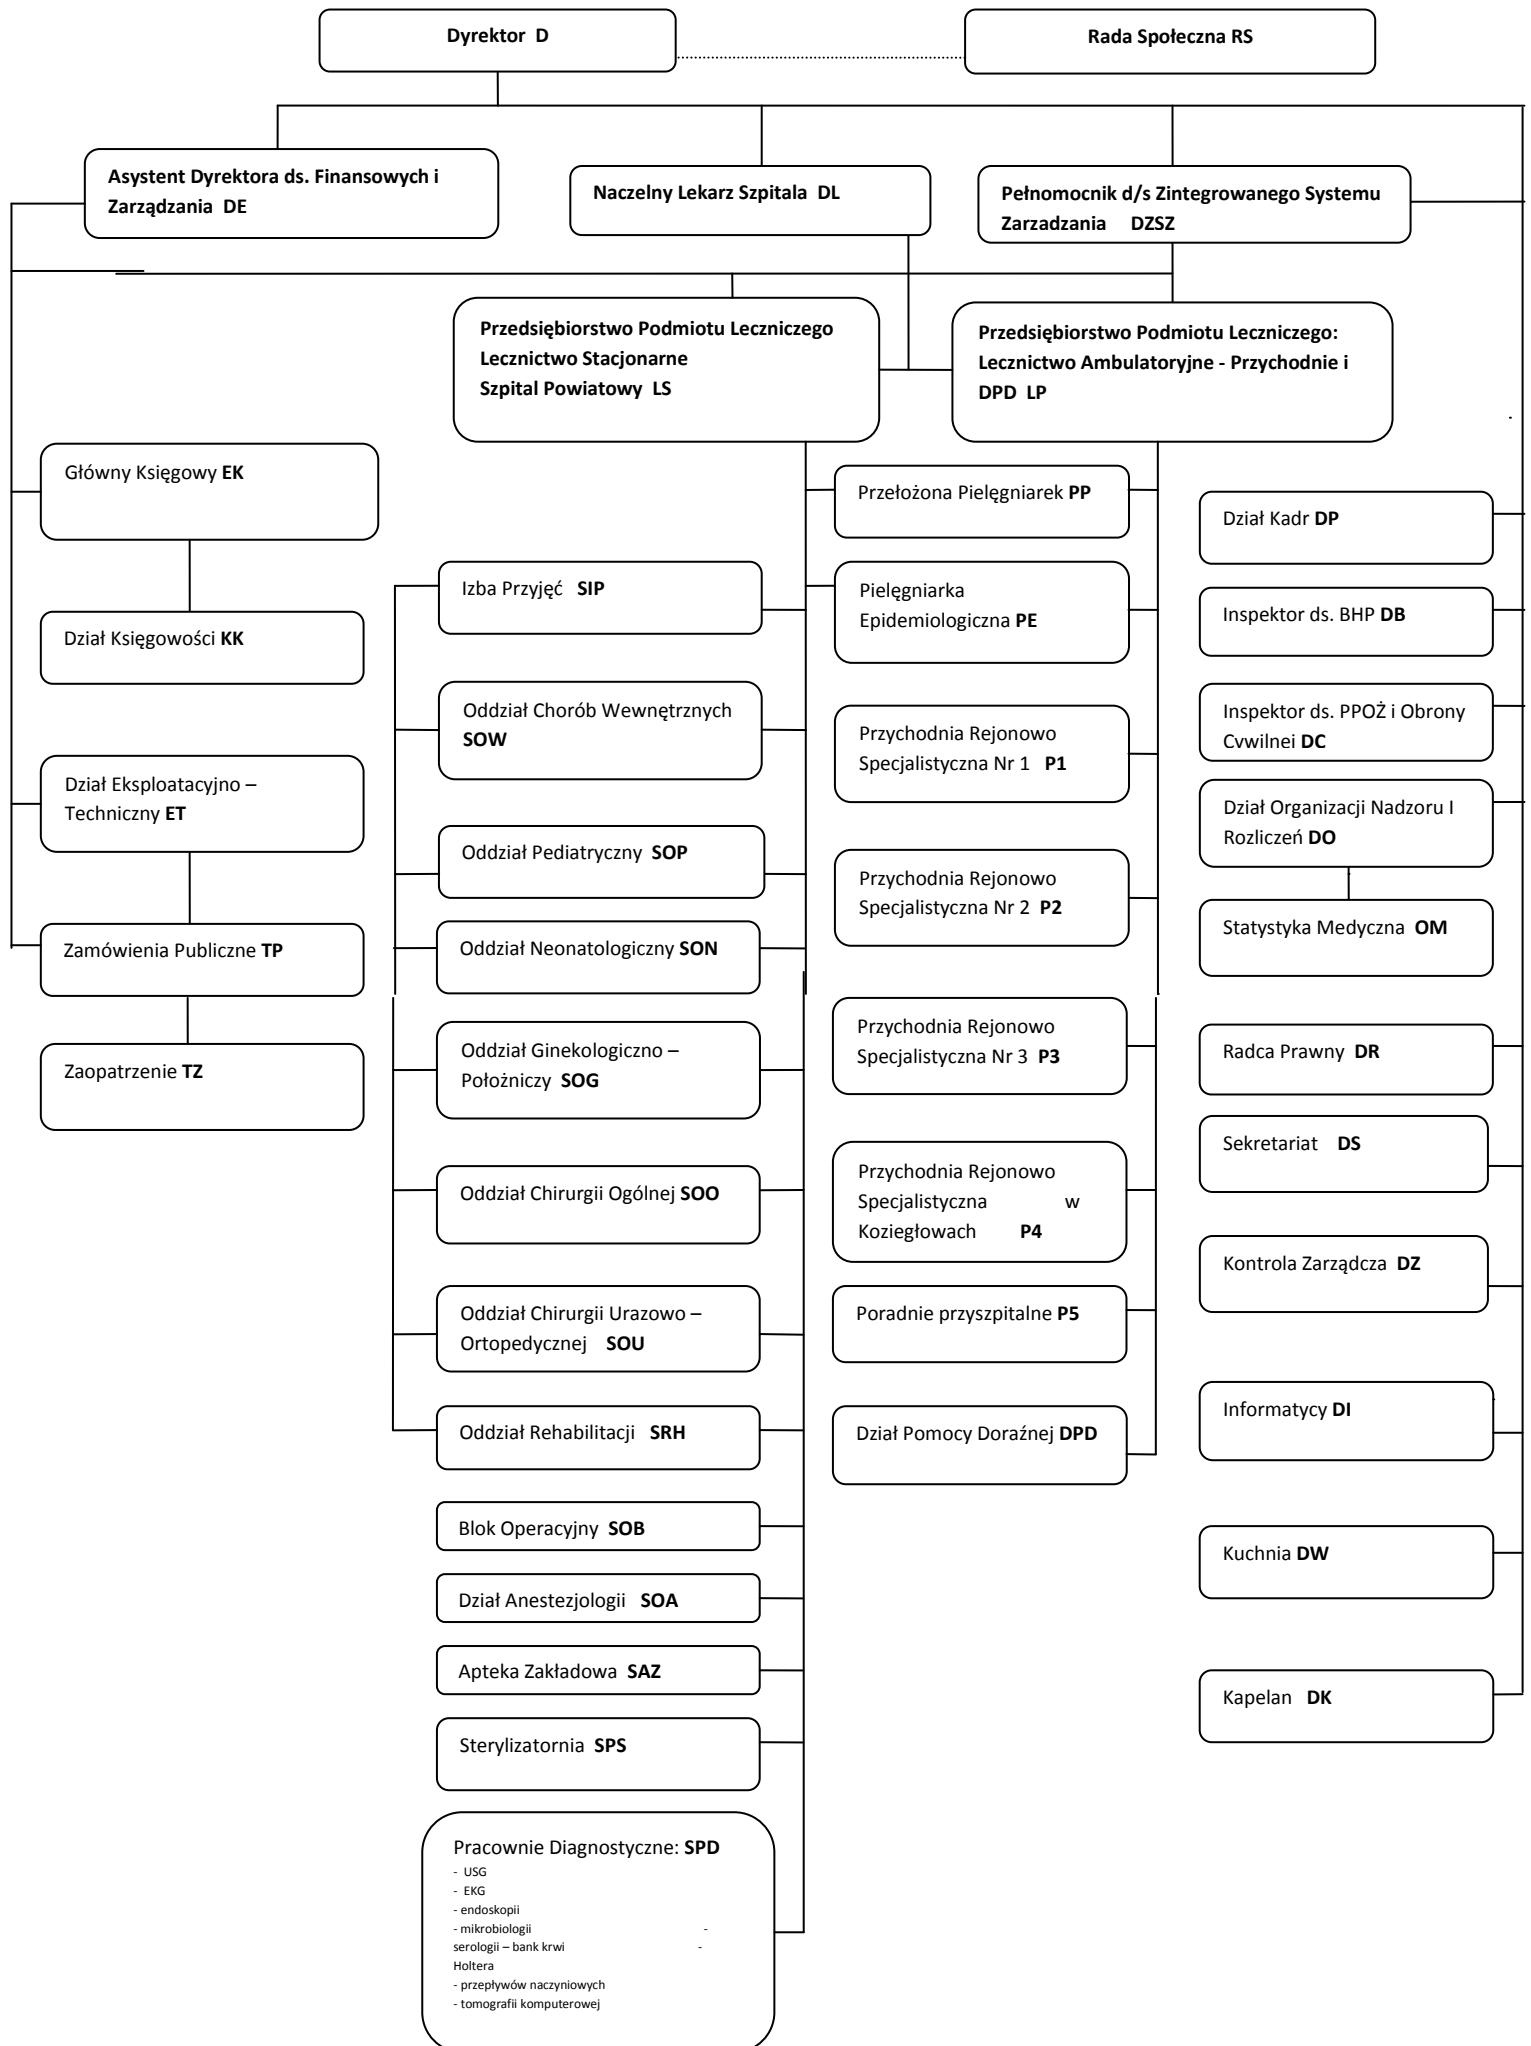 Dyrektor D
Rada Społeczna RS
Asystent Dyrektora ds. Finansowych i
Zarządzania DE
Naczelny Lekarz Szpitala DL
Pełnomocnik d/s Zintegrowanego Systemu
Zarzadzania DZSZ
Przedsiębiorstwo Podmiotu Leczniczego
Lecznictwo Stacjonarne
Szpital Powiatowy LS
Przedsiębiorstwo Podmiotu Leczniczego:
Lecznictwo Ambulatoryjne - Przychodnie i
DPD LP
Główny Księgowy EK
Dział Księgowości KK
Dział Eksploatacyjno –
Techniczny ET
Zamówienia Publiczne TP
Zaopatrzenie TZ
Izba Przyjęć SIP
Oddział Chorób Wewnętrznych
SOW
Oddział Pediatryczny SOP
Oddział Neonatologiczny SON
Oddział Ginekologiczno –
Położniczy SOG
Oddział Chirurgii Ogólnej SOO
Oddział Chirurgii Urazowo –
Ortopedycznej SOU
Oddział Rehabilitacji SRH
Blok Operacyjny SOB
Dział Anestezjologii SOA
Apteka Zakładowa SAZ
Sterylizatornia SPS
Pracownie Diagnostyczne: SPD
- USG
- EKG
- endoskopii
- mikrobiologii -
serologii – bank krwi -
Holtera
- przepływów naczyniowych
- tomografii komputerowej
Przełożona Pielęgniarek PP
Pielęgniarka
Epidemiologiczna PE
Przychodnia Rejonowo
Specjalistyczna Nr 1 P1
Przychodnia Rejonowo
Specjalistyczna Nr 2 P2
Przychodnia Rejonowo
Specjalistyczna Nr 3 P3
Przychodnia Rejonowo
Specjalistyczna w
Koziegłowach P4
Poradnie przyszpitalne P5
Dział Pomocy Doraźnej DPD
Dział Kadr DP
Inspektor ds. BHP DB
Inspektor ds. PPOŻ i Obrony
Cywilnej DC
Dział Organizacji Nadzoru I
Rozliczeń DO
Statystyka Medyczna OM
Radca Prawny DR
Sekretariat DS
Kontrola Zarządcza DZ
Informatycy DI
Kuchnia DW
Kapelan DK